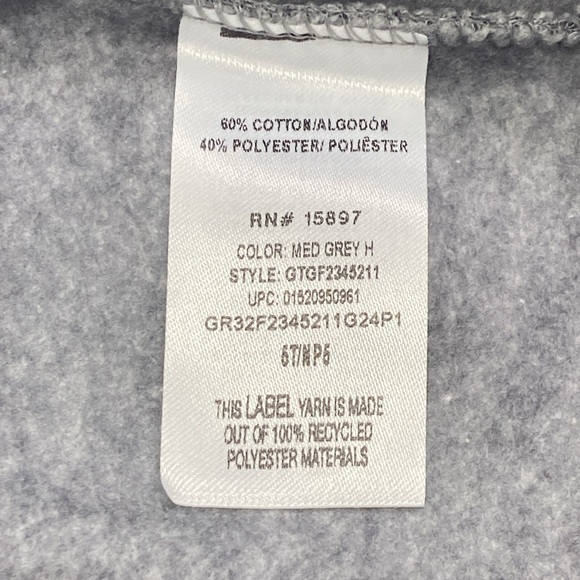 60% COTTON/ALGODÓN
40% POLYESTER/ POLIÉSTER
RN# 15897
COLOR: MED GREY H
STYLE: GTGF2345211
UPC: 01520950961
GR32F2345211G24P1
THIS LABEL YARN IS MADE
OUT OF 100% RECYCLED
POLYESTER MATERIALS